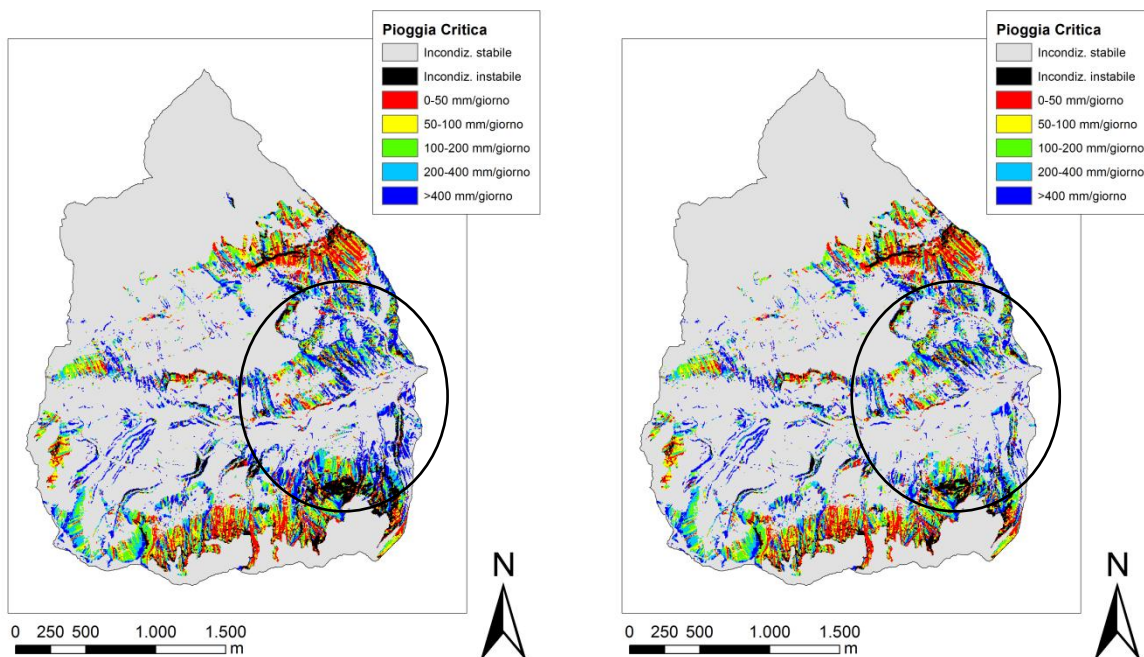 Pioggia Critica
Incondiz. stabile
Incondiz. instabile
0-50 mm/giorno
50-100 mm/giorno
100-200 mm/giorno
200-400 mm/giorno
>400 mm/giorno
N
0 250 500 1.000 1.500
m
Pioggia Critica
Incondiz. stabile
Incondiz. instabile
0-50 mm/giorno
50-100 mm/giorno
100-200 mm/giorno
200-400 mm/giorno
>400 mm/giorno
N
0 250 500 1.000 1.500
m